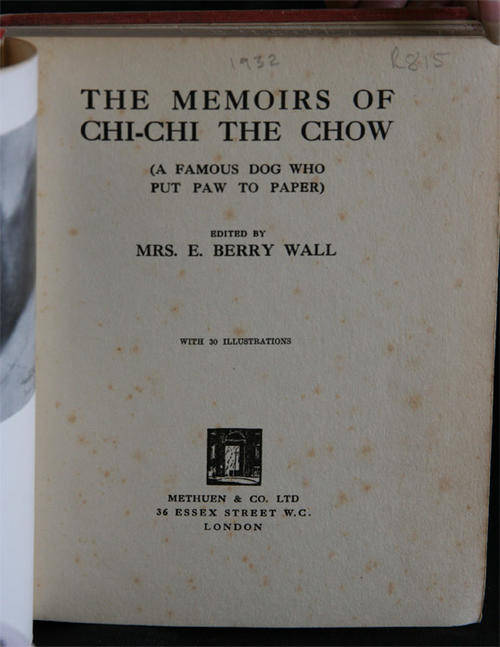 1932
R815
THE MEMOIRS OF
CHI-CHI THE CHOW
(A FAMOUS DOG WHO
PUT PAW TO PAPER)
EDITED BY
MRS. E. BERRY WALL
WITH 30 ILLUSTRATIONS
METHUEN & CO. LTD
36 ESSEX STREET W.C.
LONDON